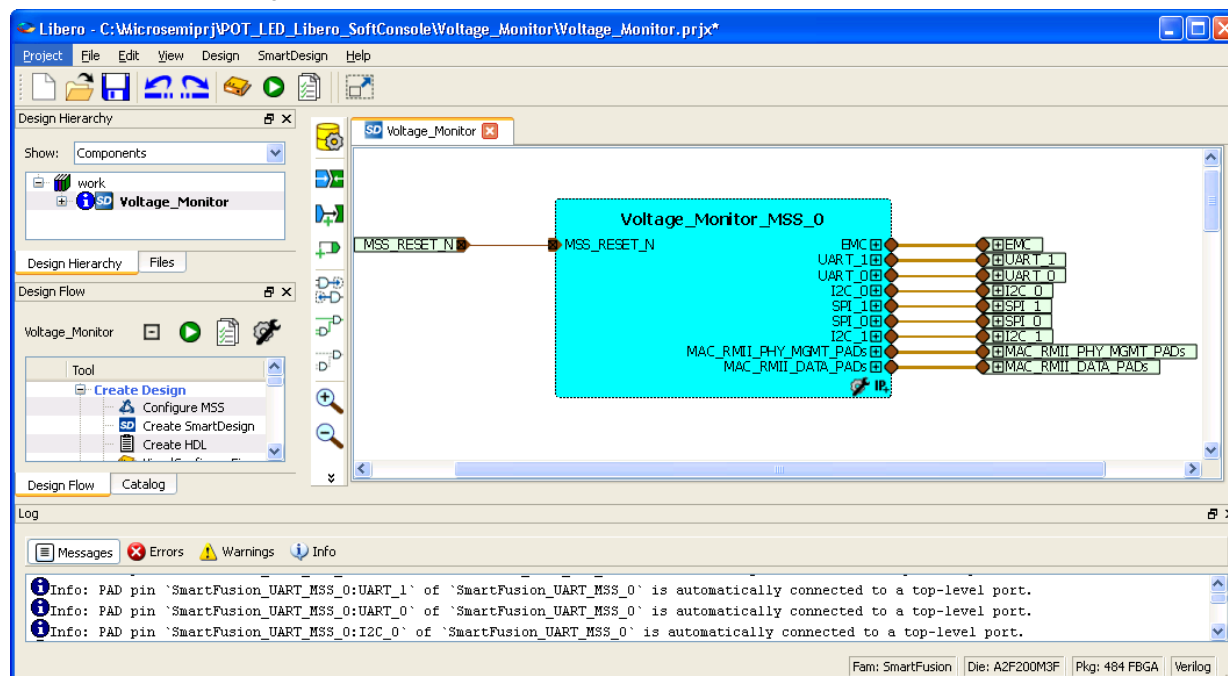 Libero - C:\Microsemiprj\POT_LED_Libero_SoftConsole\Voltage_Monitor\Voltage_Monitor.prjx*
Project File Edit View Design SmartDesign Help
Design Hierarchy
Show: Components
work
SD Voltage_Monitor
Design Hierarchy Files
Design Flow
Voltage_Monitor
Tool
Create Design
Configure MSS
SD Create SmartDesign
Create HDL
Design Flow Catalog
SD Voltage_Monitor
Voltage_Monitor_MSS_0
MSS_RESET_N MSS_RESET_N EMC EMC
UART_1 UART_1
UART_0 UART_0
I2C_0 I2C_0
SPI_1 SPI_1
SPI_0 SPI_0
I2C_1 I2C_1
MAC_RMII_PHY_MGMT_PADs MAC_RMII_PHY_MGMT_PADs
MAC_RMII_DATA_PADs MAC_RMII_DATA_PADs
IP
Log
Messages Errors Warnings Info
Info: PAD pin `SmartFusion_UART_MSS_0:UART_1` of `SmartFusion_UART_MSS_0` is automatically connected to a top-level port.
Info: PAD pin `SmartFusion_UART_MSS_0:UART_0` of `SmartFusion_UART_MSS_0` is automatically connected to a top-level port.
Info: PAD pin `SmartFusion_UART_MSS_0:I2C_0` of `SmartFusion_UART_MSS_0` is automatically connected to a top-level port.
Fam: SmartFusion Die: A2F200M3F Pkg: 484 FBGA Verilog